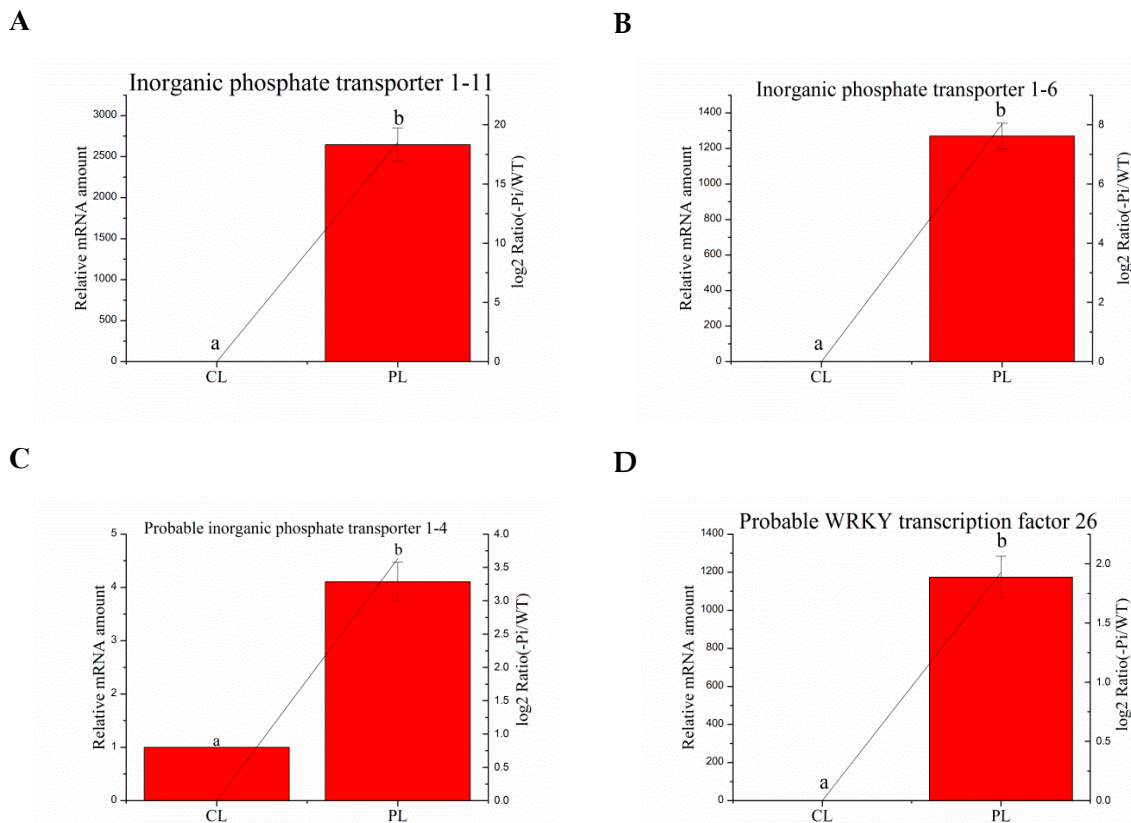 A
Inorganic phosphate transporter 1-11
Relative mRNA amount
3000
2500
2750
2000
1500
1000
500
0
a
b
CL
PL
20
15
10
5
0
log2 Ratio(-Pi/WT)
B
Inorganic phosphate transporter 1-6
Relative mRNA amount
1400
1200
1000
800
600
400
200
0
a
b
CL
PL
8
6
4
2
0
log2 Ratio(-Pi/WT)
C
Probable inorganic phosphate transporter 1-4
Relative mRNA amount
5
4
3
2
1
0
a
b
CL
PL
4.0
3.5
3.0
2.5
2.0
1.5
1.0
0.5
0.0
log2 Ratio(-Pi/WT)
D
Probable WRKY transcription factor 26
Relative mRNA amount
1400
1200
1000
800
600
400
200
0
a
b
CL
PL
2.0
1.5
1.0
0.5
0.0
log2 Ratio(-Pi/WT)